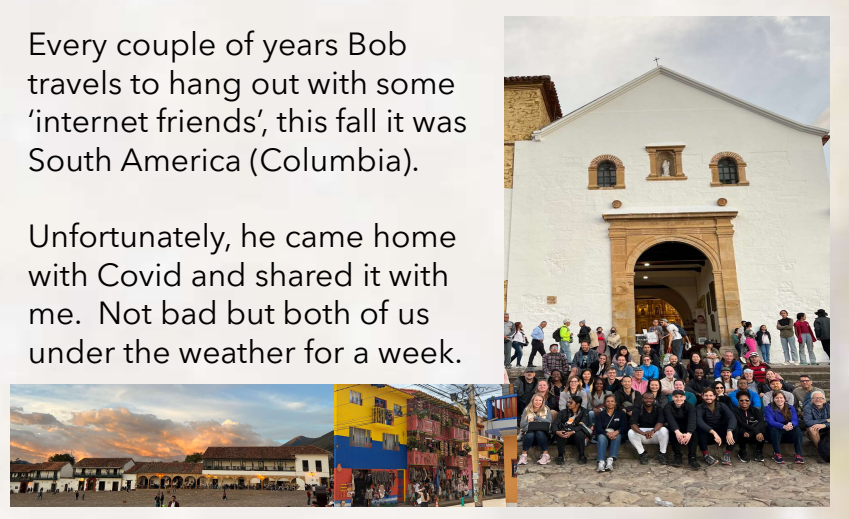 Every couple of years Bob
travels to hang out with some
‘internet friends’, this fall it was
South America (Columbia).
Unfortunately, he came home
with Covid and shared it with
me.  Not bad but both of us
under the weather for a week.